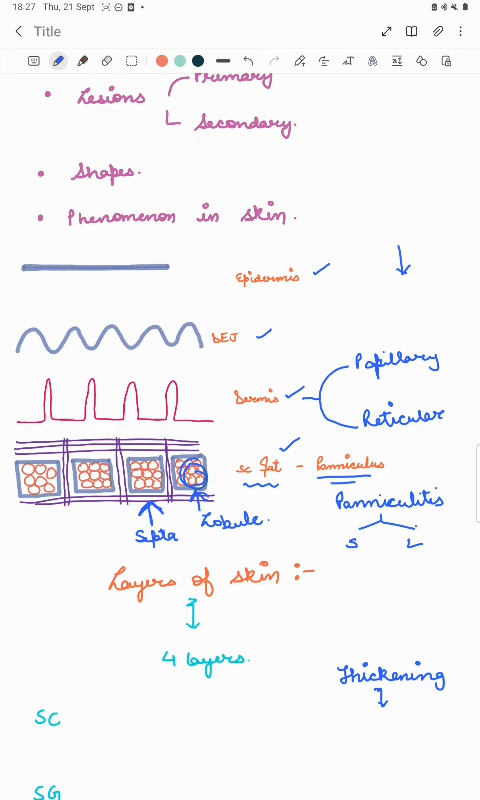 18:27 Thu, 21 Sept
Title
Primary
• Lesions
Secondary.
• Shapes.
• Phenomenon in skin.
Epidermis
DEJ
Papillary
Dermis
Reticular
sc fat - Panniculus
Panniculitis
Septa
Lobule.
S L
Layers of skin :-
4 layers.
Thickening
SC
SG